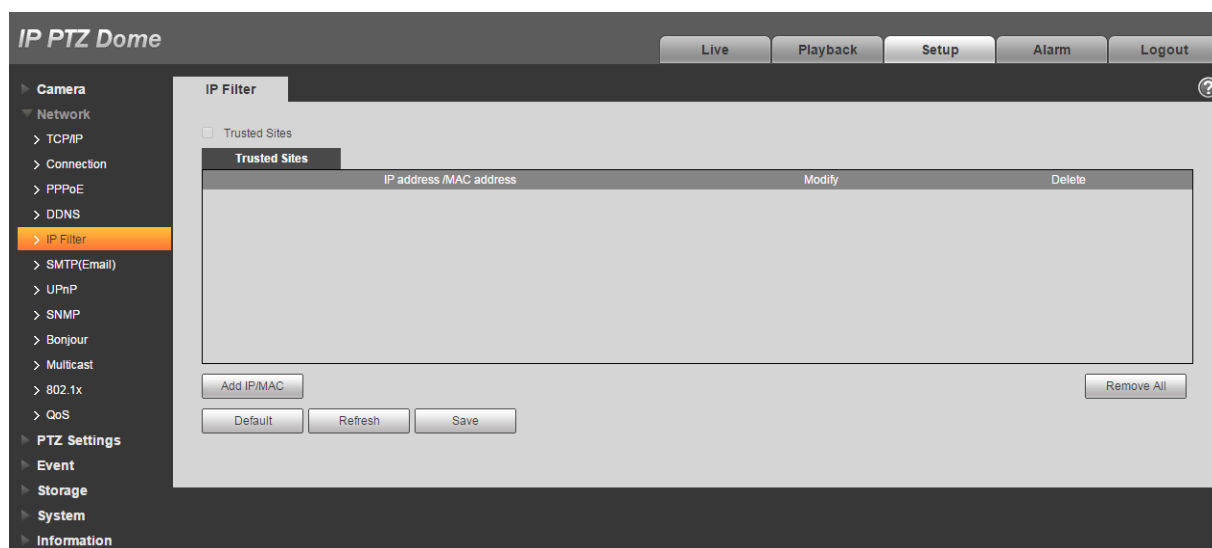 IP PTZ Dome
Live Playback Setup Alarm Logout
Camera
Network
> TCP/IP
> Connection
> PPPoE
> DDNS
> IP Filter
> SMTP(Email)
> UPnP
> SNMP
> Bonjour
> Multicast
> 802.1x
> QoS
PTZ Settings
Event
Storage
System
Information
IP Filter
?
Trusted Sites
Trusted Sites
IP address /MAC address Modify Delete
Add IP/MAC Remove All
Default Refresh Save